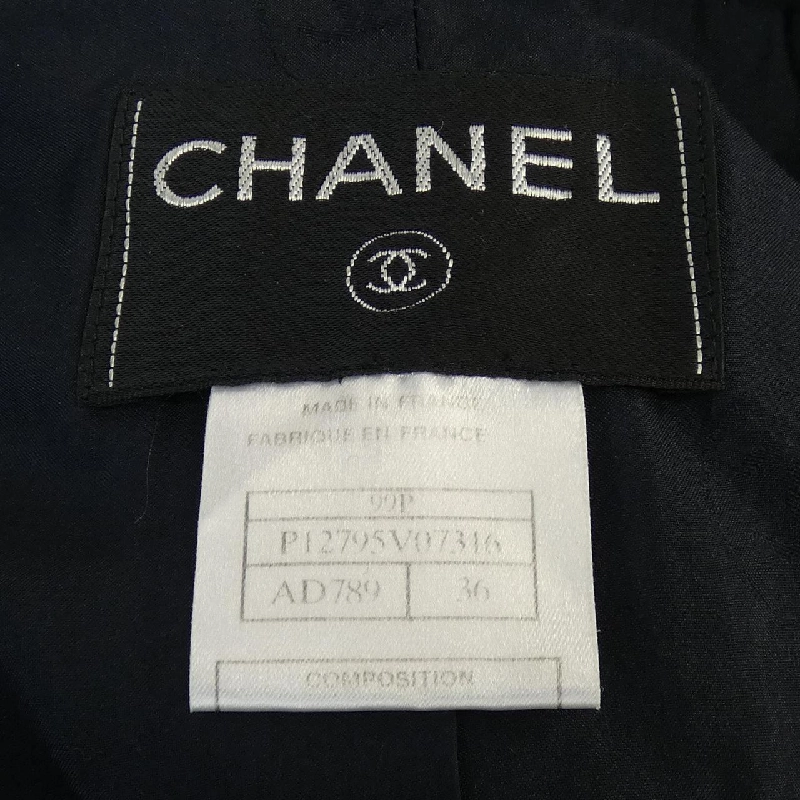 CHANEL
MADE IN FRANCE
FABRIQUE EN FRANCE
99P
P12795V07316
AD789 36
COMPOSITION